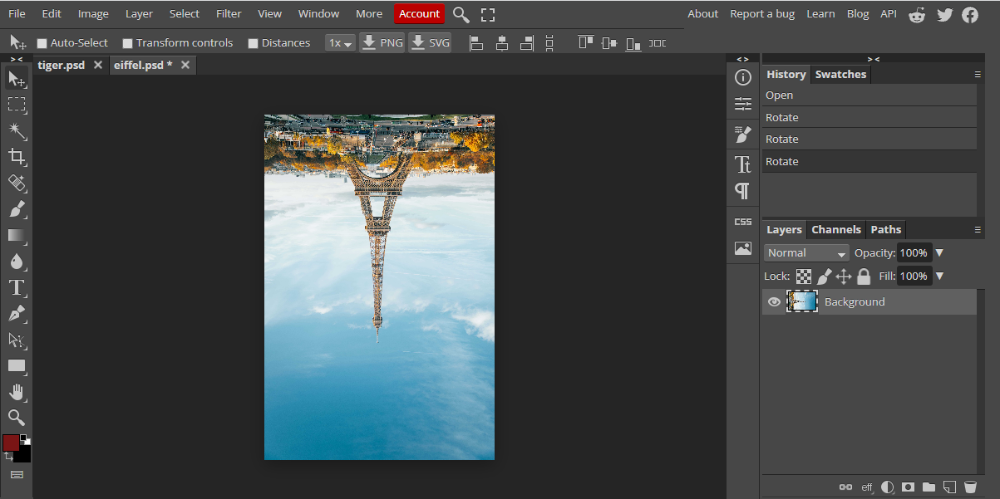 File Edit Image Layer Select Filter View Window More Account About Report a bug Learn Blog API
Auto-Select Transform controls Distances 1x PNG SVG
> < < > > <
tiger.psd eiffel.psd *
History Swatches
Open
Rotate
Rotate
Rotate
Layers Channels Paths
Normal Opacity: 100%
Lock: Fill: 100%
Background
CSS
eff